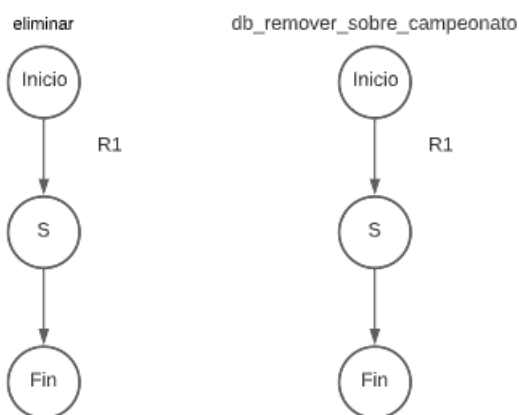 eliminar
db_remover_sobre_campeonato
Inicio
Inicio
R1
R1
S
S
Fin
Fin